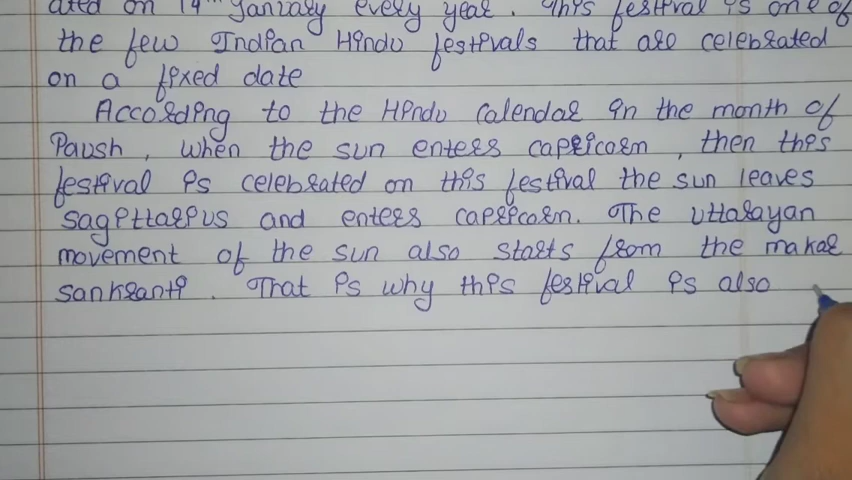 ated on 14th January every year. This festival is one of
the few Indian Hindu festivals that are celebrated
on a fixed date
According to the Hindu calendar in the month of
Paush, when the sun enters capricorn, then this
festival is celebrated on this festival the sun leaves
sagittarius and enters capricorn. The Uttarayan
movement of the sun also starts from the makar
sankranti. That is why this festival is also